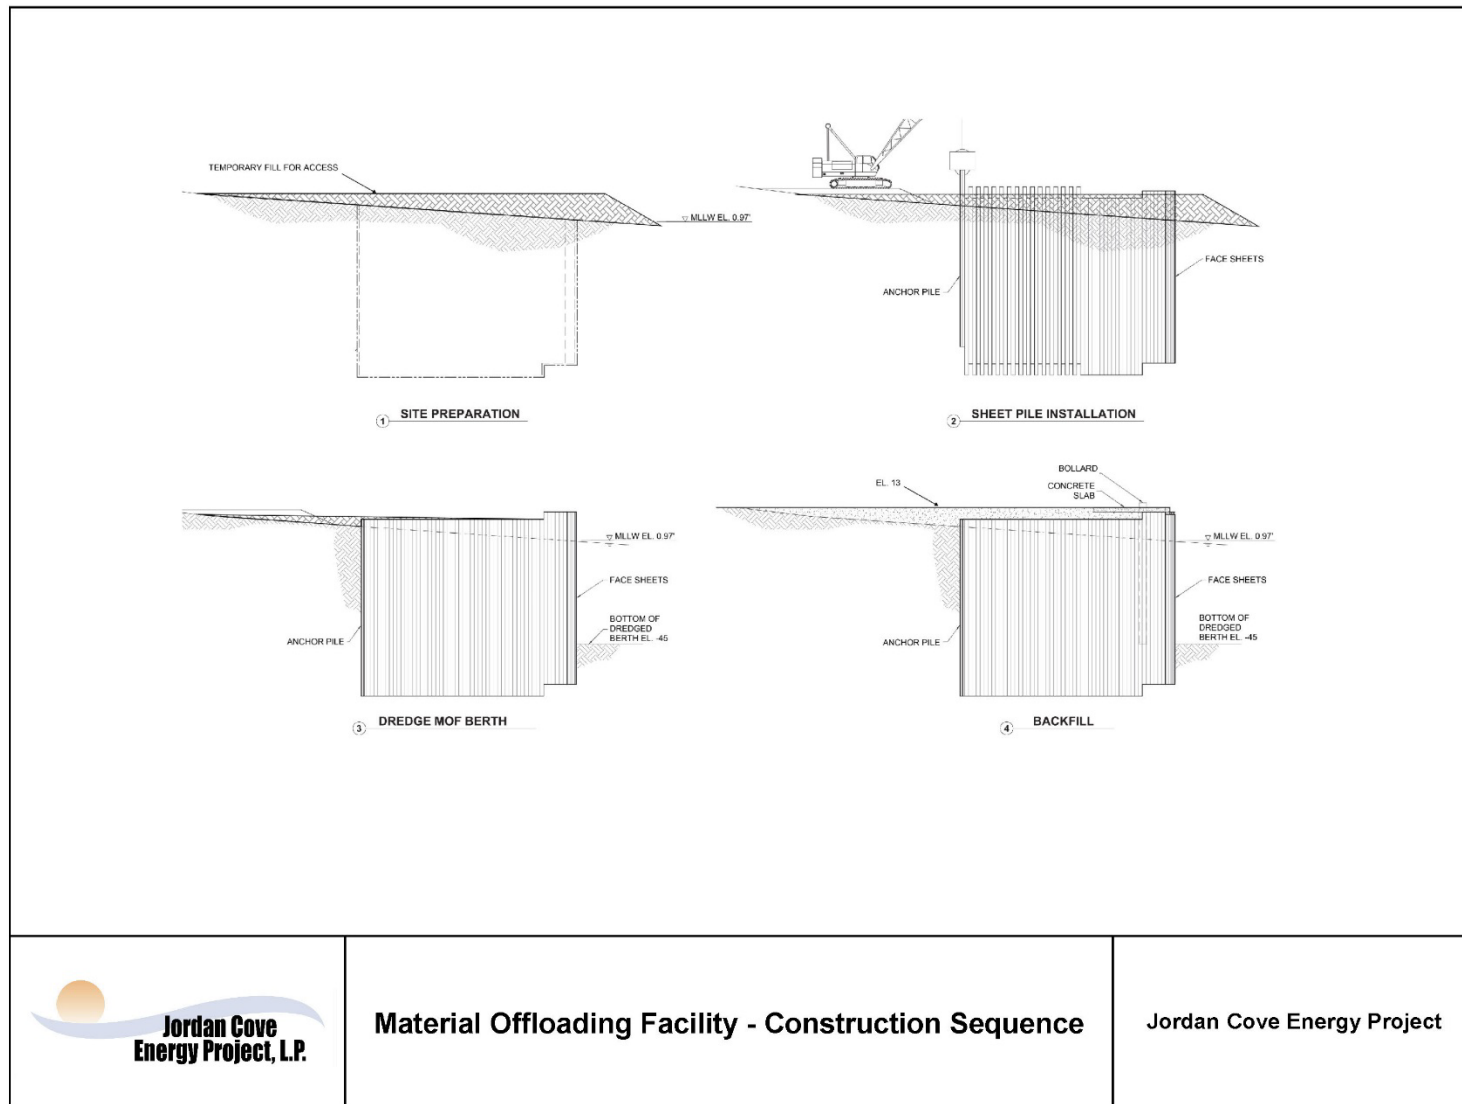 TEMPORARY FILL FOR ACCESS
MLLW EL. 0.97'
1 SITE PREPARATION
ANCHOR PILE
FACE SHEETS
2 SHEET PILE INSTALLATION
MLLW EL. 0.97'
FACE SHEETS
ANCHOR PILE
BOTTOM OF
DREDGED
BERTH EL. -45
3 DREDGE MOF BERTH
BOLLARD
EL. 13
CONCRETE
SLAB
MLLW EL. 0.97'
FACE SHEETS
ANCHOR PILE
BOTTOM OF
DREDGED
BERTH EL. -45
4 BACKFILL
Jordan Cove
Energy Project, L.P.
Material Offloading Facility - Construction Sequence
Jordan Cove Energy Project